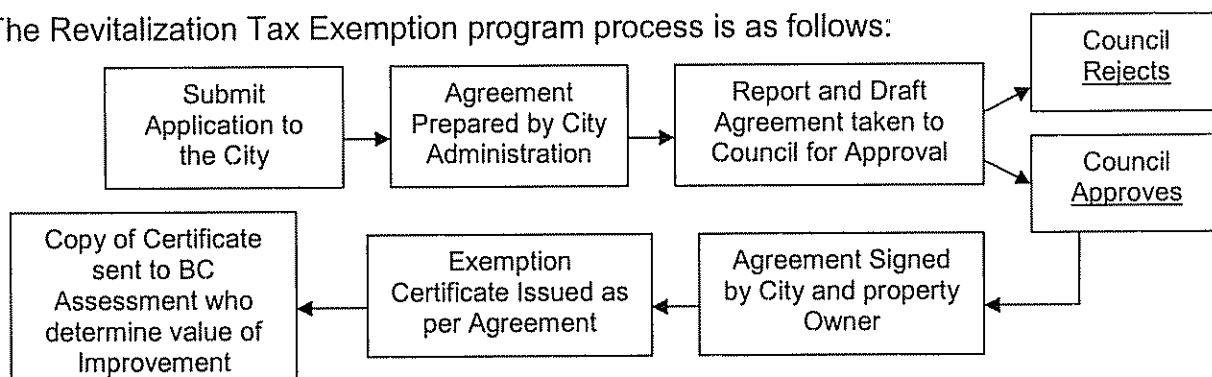 The Revitalization Tax Exemption program process is as follows:
Submit
Application to
the City
Agreement
Prepared by City
Administration
Report and Draft
Agreement taken to
Council for Approval
Council
Rejects
Council
Approves
Agreement Signed
by City and property
Owner
Exemption
Certificate Issued as
per Agreement
Copy of Certificate
sent to BC
Assessment who
determine value of
Improvement